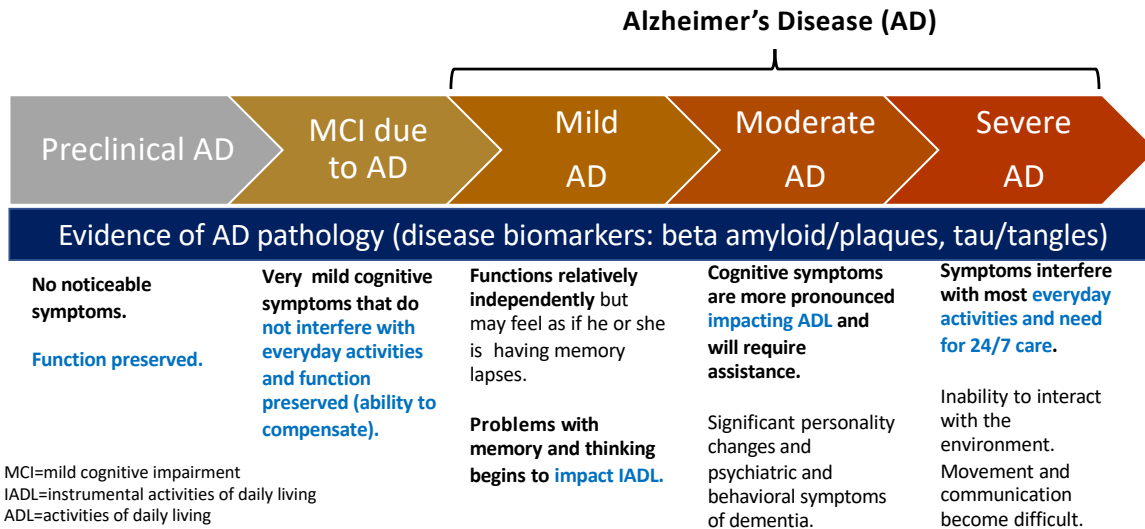 Alzheimer’s Disease (AD)
Preclinical AD
MCI due
to AD
Mild
AD
Moderate
AD
Severe
AD
Evidence of AD pathology (disease biomarkers: beta amyloid/plaques, tau/tangles)
No noticeable
symptoms.
Function preserved.
Very mild cognitive
symptoms that do
not interfere with
everyday activities
and function
preserved (ability to
compensate).
Functions relatively
independently but
may feel as if he or she
is having memory
lapses.
Problems with
memory and thinking
begins to impact IADL.
Cognitive symptoms
are more pronounced
impacting ADL and
will require
assistance.
Significant personality
changes and
psychiatric and
behavioral symptoms
of dementia.
Symptoms interfere
with most everyday
activities and need
for 24/7 care.
Inability to interact
with the
environment.
Movement and
communication
become difficult.
MCI=mild cognitive impairment
IADL=instrumental activities of daily living
ADL=activities of daily living